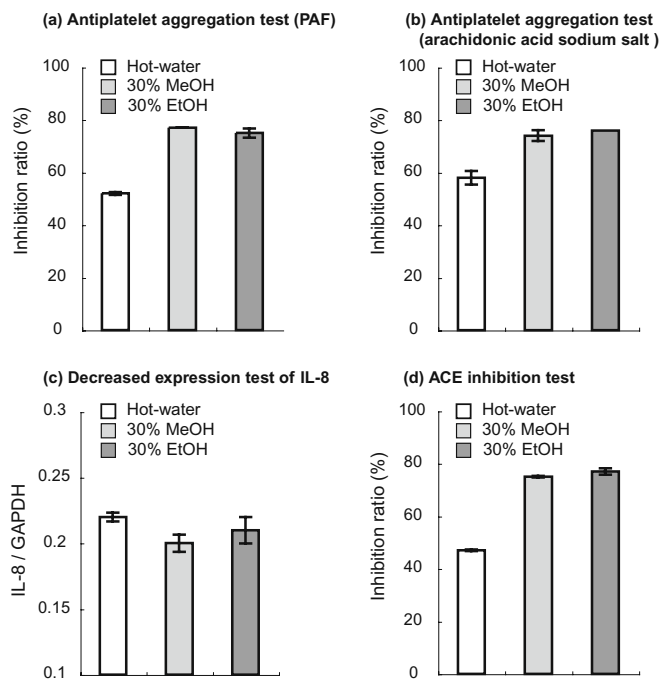 (a) Antiplatelet aggregation test (PAF)
Hot-water
30% MeOH
30% EtOH
Inhibition ratio (%)
100
80
60
40
20
0
(b) Antiplatelet aggregation test
(arachidonic acid sodium salt )
Hot-water
30% MeOH
30% EtOH
Inhibition ratio (%)
100
80
60
40
20
0
(c) Decreased expression test of IL-8
Hot-water
30% MeOH
30% EtOH
IL-8 / GAPDH
0.3
0.25
0.2
0.15
0.1
(d) ACE inhibition test
Hot-water
30% MeOH
30% EtOH
Inhibition ratio (%)
100
80
60
40
20
0